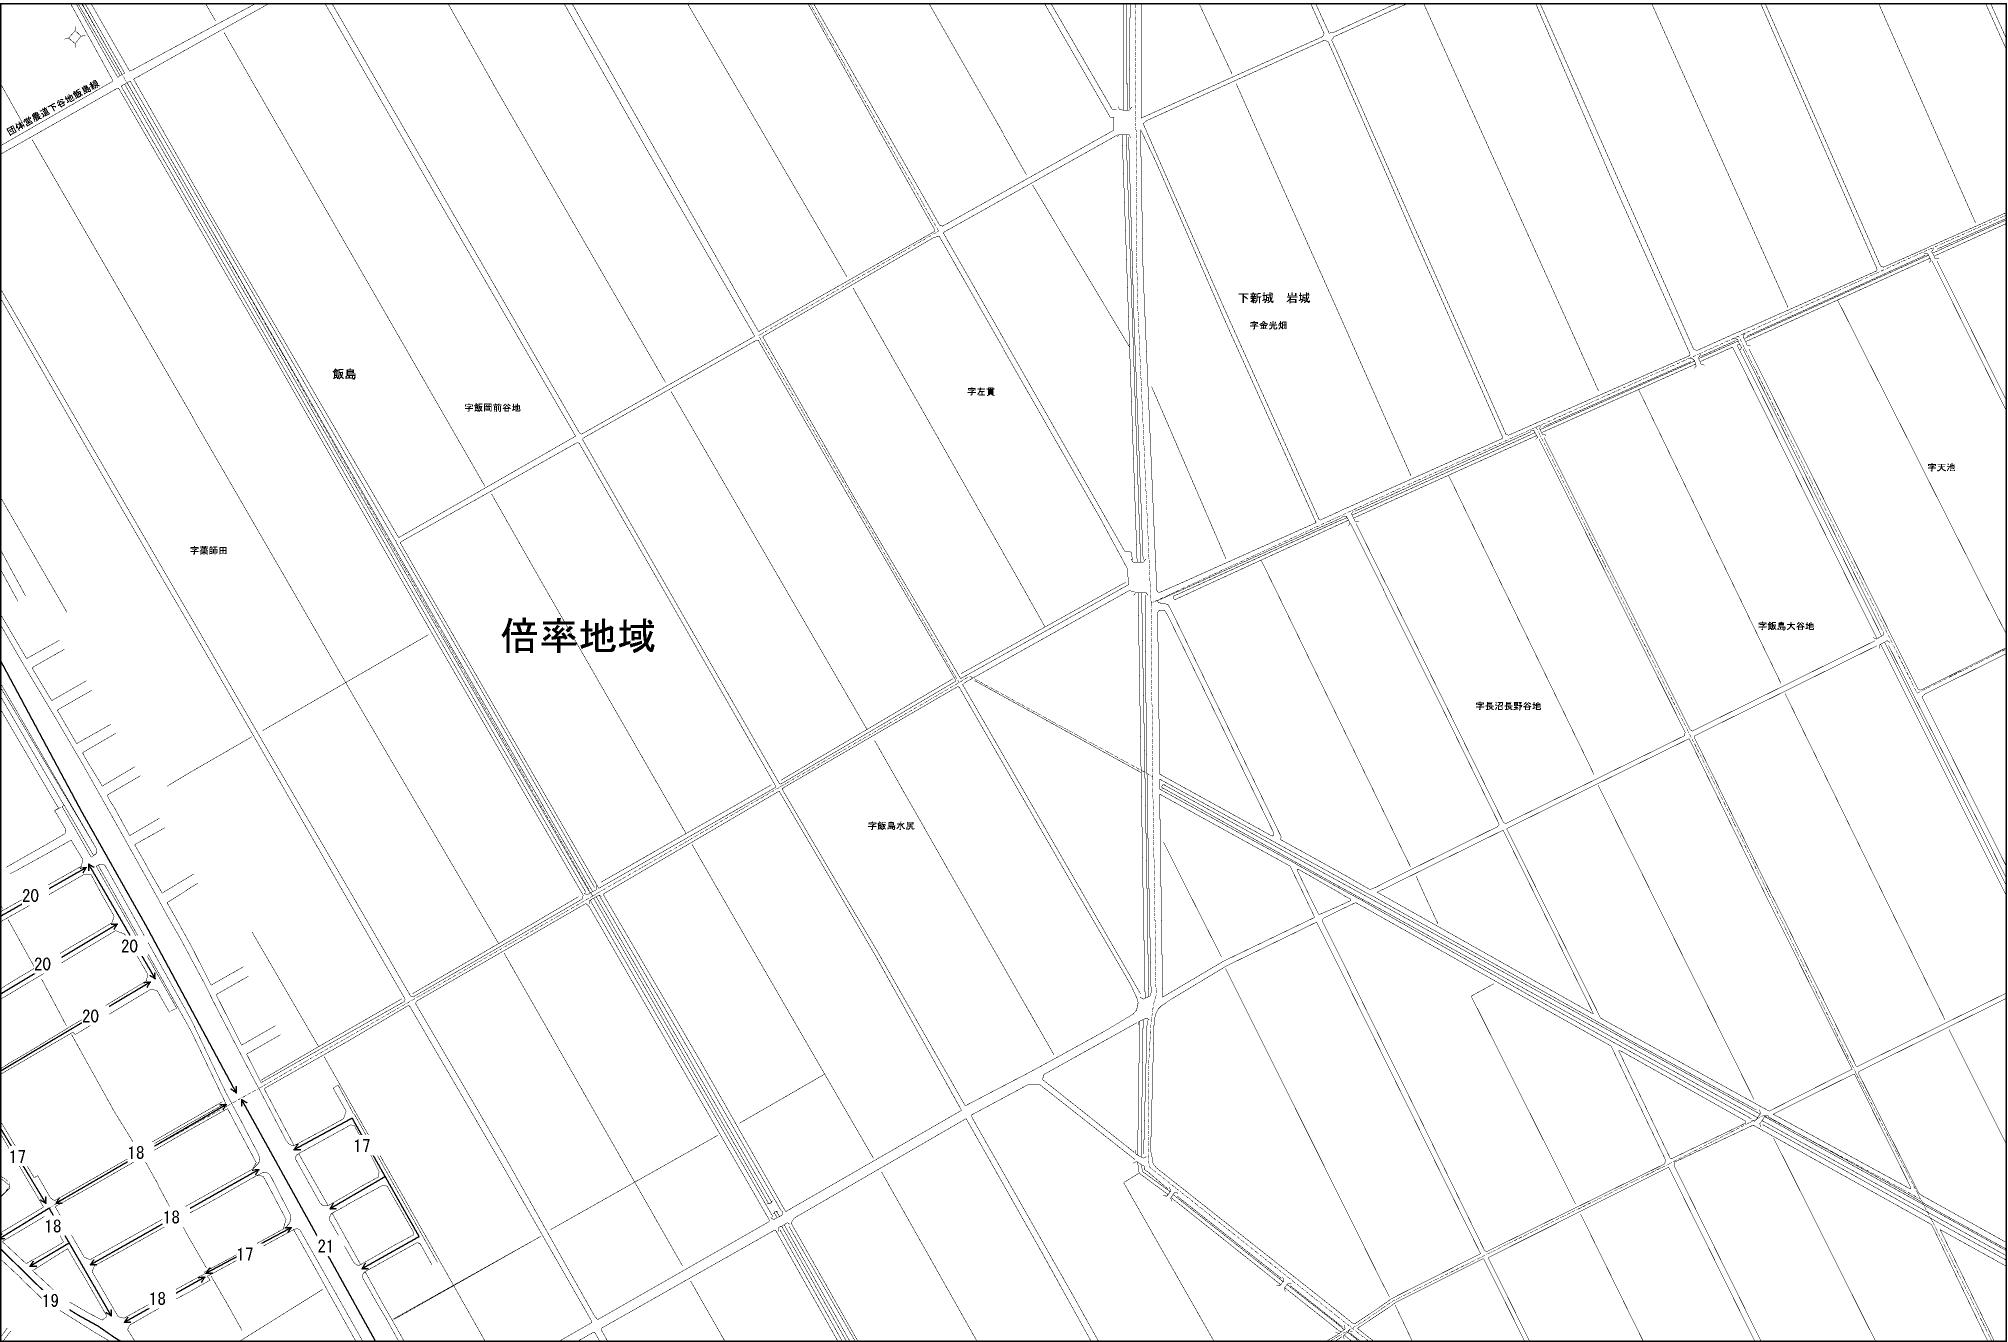 団体営農道下谷地飯島線
下新城　岩城
字金光畑
飯島
字飯岡前谷地
字左貫
字天池
字薬師田
倍率地域
字飯島大谷地
字長沼長野谷地
字飯島水尻
20
20
20
20
17
18
17
18
18
21
17
19
18